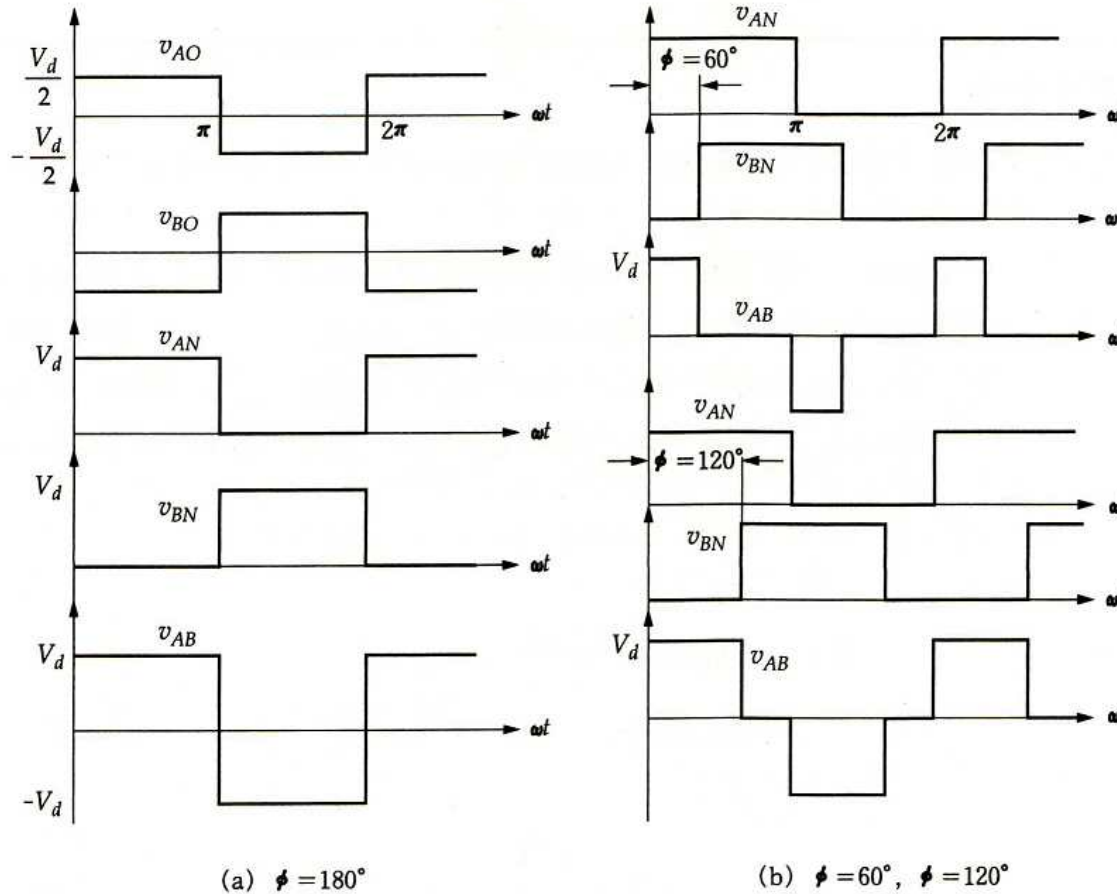 v_AO
V_d/2
ωt
π
2π
-V_d/2
v_BO
ωt
v_AN
V_d
ωt
V_d
v_BN
ωt
v_AB
V_d
ωt
-V_d
(a) ϕ=180°
v_AN
ϕ=60°
ω
π
2π
v_BN
ω
V_d
v_AB
ω
v_AN
ϕ=120°
ω
v_BN
ω
V_d
v_AB
ω
(b) ϕ=60°, ϕ=120°